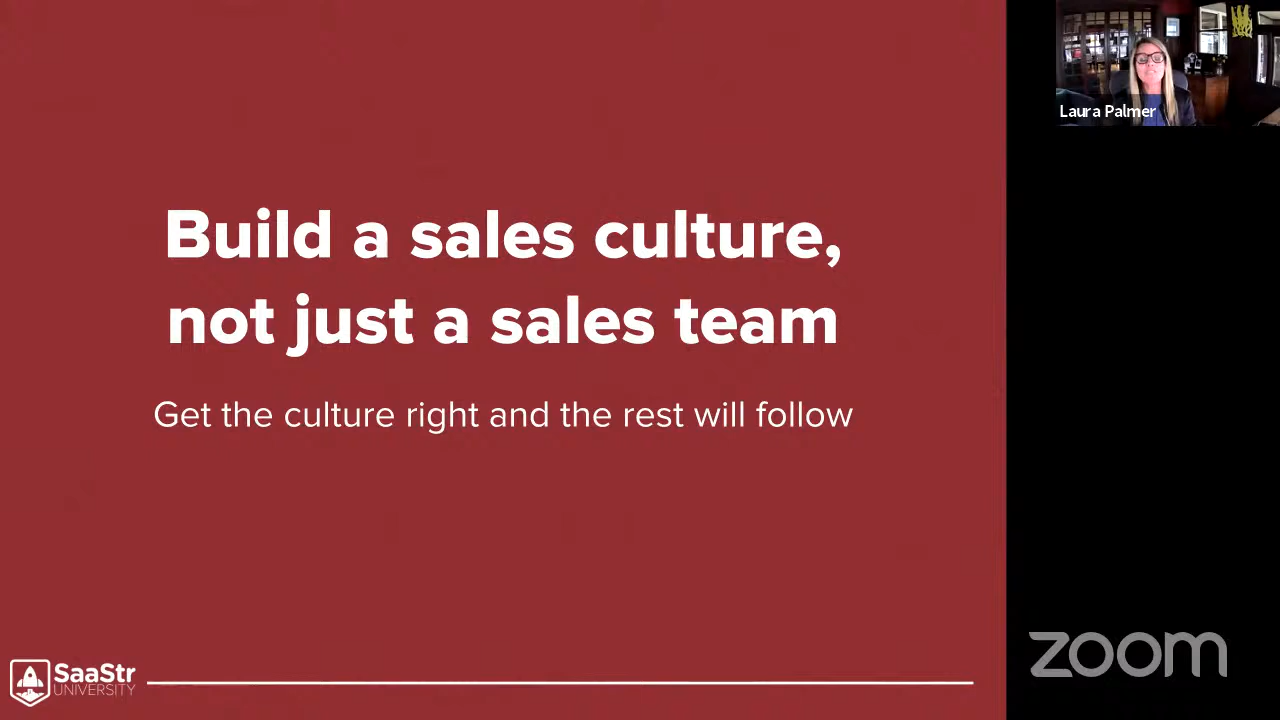 Laura Palmer
Build a sales culture,
not just a sales team
Get the culture right and the rest will follow
SaaStr
UNIVERSITY
zoom